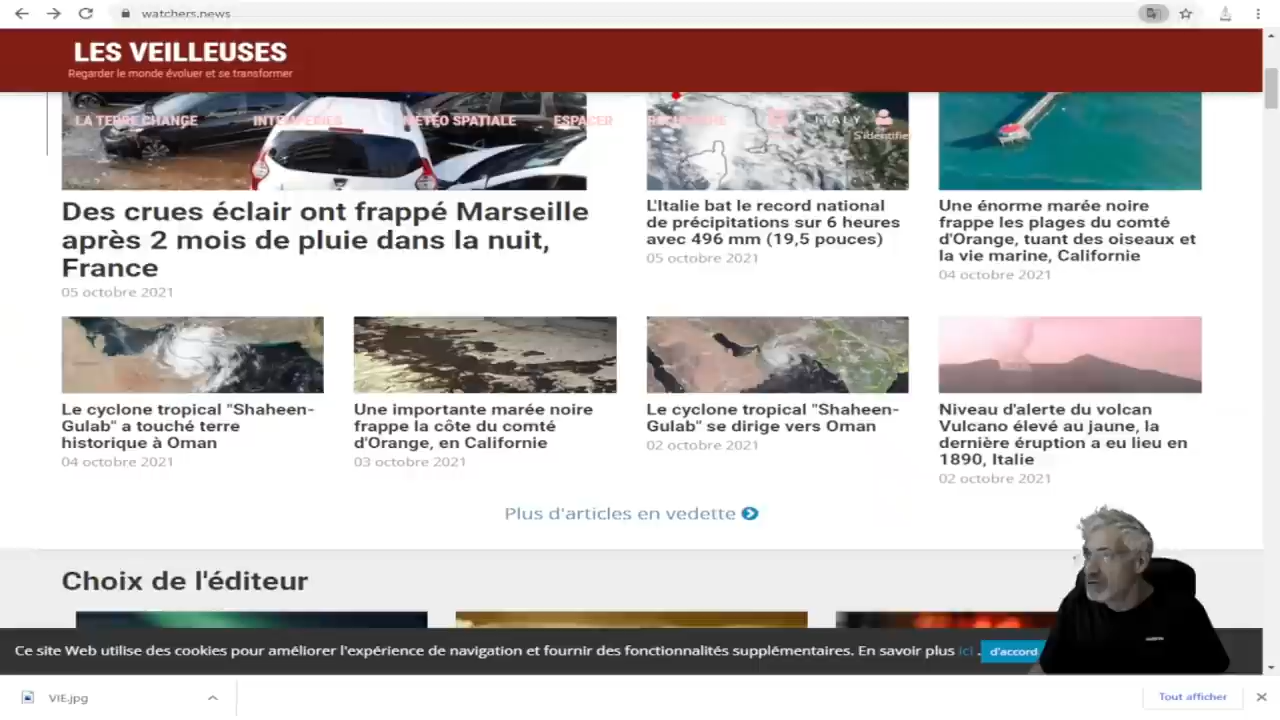 watchers.news
LES VEILLEUSES
Regarder le monde évoluer et se transformer
LA TERRE CHANGE INTEMPÉRIES MÉTÉO SPATIALE ESPACER RECHERCHE ITALY
S'identifier
Des crues éclair ont frappé Marseille
après 2 mois de pluie dans la nuit,
France
05 octobre 2021
L'Italie bat le record national
de précipitations sur 6 heures
avec 496 mm (19,5 pouces)
05 octobre 2021
Une énorme marée noire
frappe les plages du comté
d'Orange, tuant des oiseaux et
la vie marine, Californie
04 octobre 2021
Le cyclone tropical "Shaheen-
Gulab" a touché terre
historique à Oman
04 octobre 2021
Une importante marée noire
frappe la côte du comté
d'Orange, en Californie
03 octobre 2021
Le cyclone tropical "Shaheen-
Gulab" se dirige vers Oman
02 octobre 2021
Niveau d'alerte du volcan
Vulcano élevé au jaune, la
dernière éruption a eu lieu en
1890, Italie
02 octobre 2021
Plus d'articles en vedette
Choix de l'éditeur
Ce site Web utilise des cookies pour améliorer l'expérience de navigation et fournir des fonctionnalités supplémentaires. En savoir plus ici . d'accord
VIE.jpg
Tout afficher